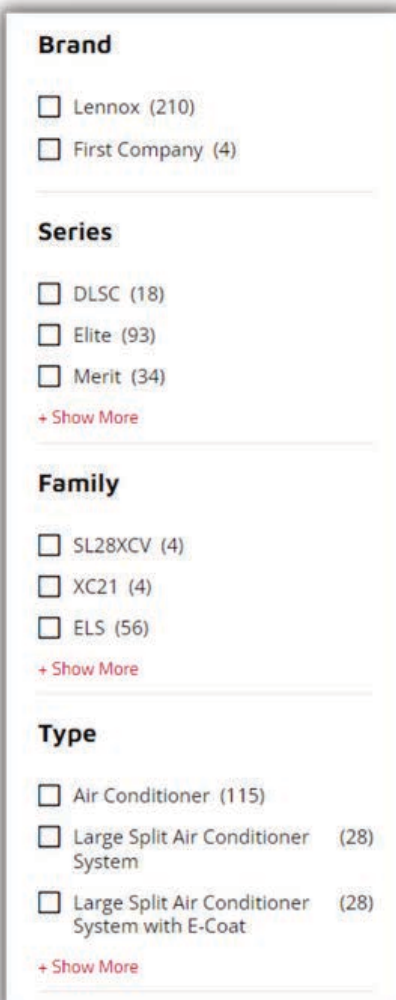 Brand
Lennox (210)
First Company (4)
Series
DLSC (18)
Elite (93)
Merit (34)
+ Show More
Family
SL28XCV (4)
XC21 (4)
ELS (56)
+ Show More
Type
Air Conditioner (115)
Large Split Air Conditioner (28)
System
Large Split Air Conditioner (28)
System with E-Coat
+ Show More